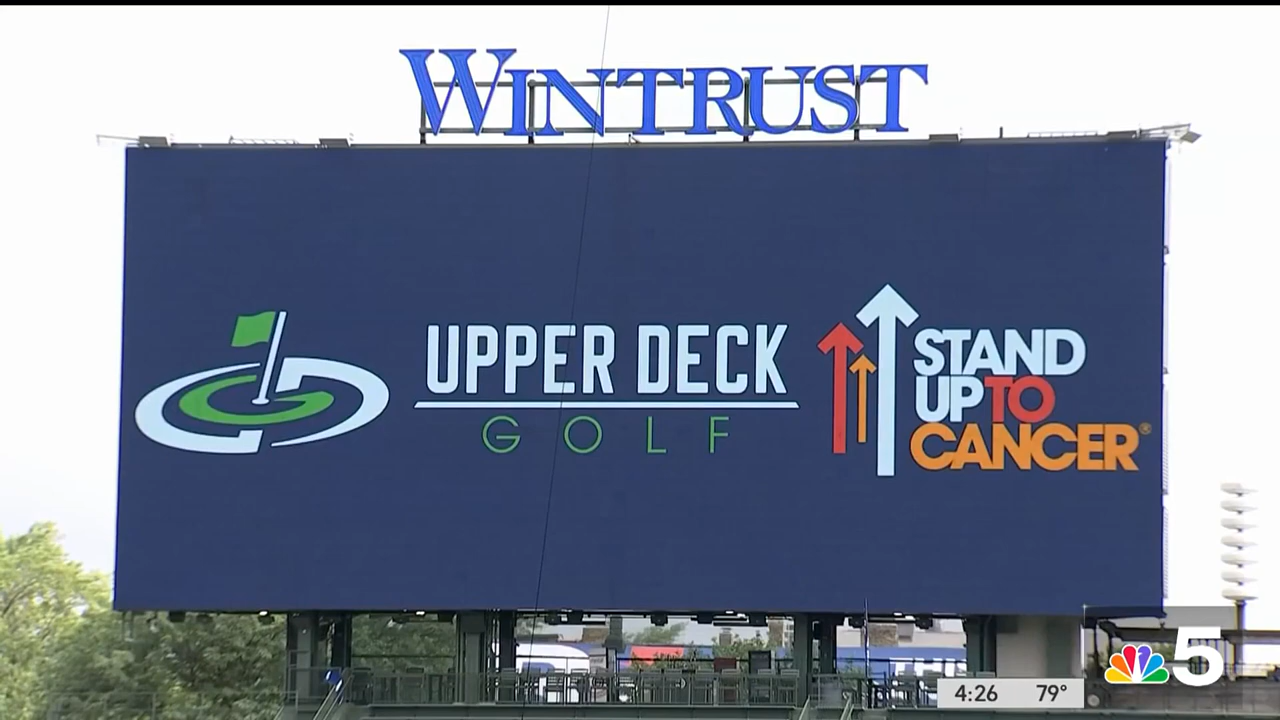 WINTRUST
UPPER DECK
GOLF
STAND
UP TO
CANCER®
4:26 79°
5